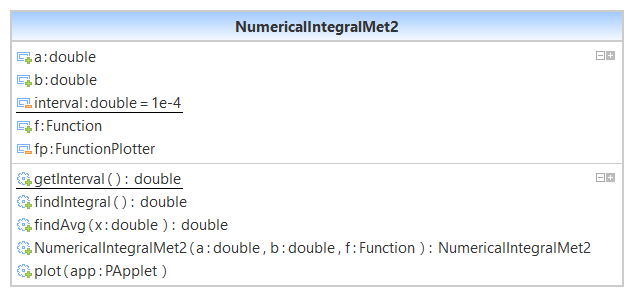 NumericalIntegralMet2
a:double
b:double
interval:double = 1e-4
f:Function
fp:FunctionPlotter
getInterval( ): double
findIntegral( ): double
findAvg(x:double ): double
NumericalIntegralMet2(a:double, b:double, f:Function ): NumericalIntegralMet2
plot(app:PApplet )